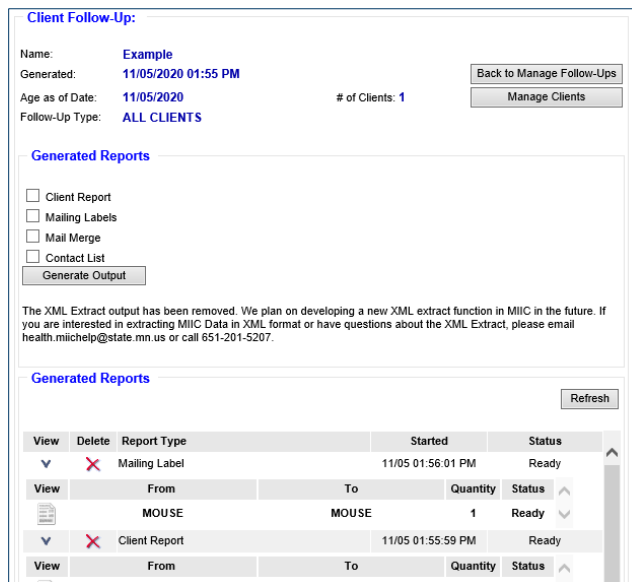 Client Follow-Up:
Name: Example
Generated: 11/05/2020 01:55 PM Back to Manage Follow-Ups
Age as of Date: 11/05/2020 # of Clients: 1 Manage Clients
Follow-Up Type: ALL CLIENTS
Generated Reports
Client Report
Mailing Labels
Mail Merge
Contact List
Generate Output
The XML Extract output has been removed. We plan on developing a new XML extract function in MIIC in the future. If
you are interested in extracting MIIC Data in XML format or have questions about the XML Extract, please email
health.miichelp@state.mn.us or call 651-201-5207.
Generated Reports
Refresh
View Delete Report Type Started Status
Mailing Label 11/05 01:56:01 PM Ready
View From To Quantity Status
MOUSE MOUSE 1 Ready
Client Report 11/05 01:55:59 PM Ready
View From To Quantity Status